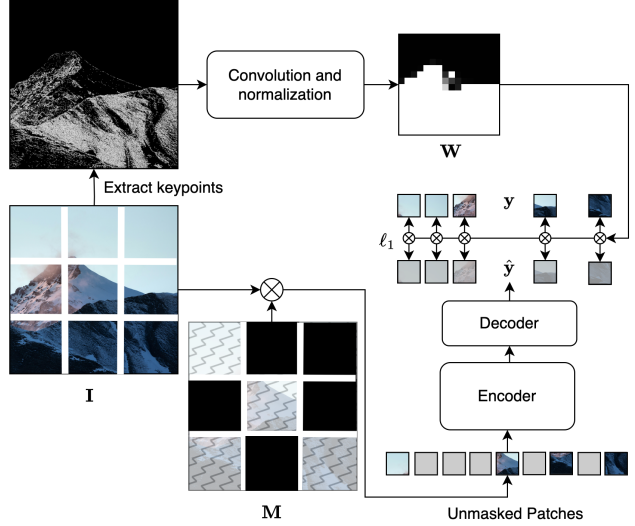 Convolution and
normalization
W
Extract keypoints
y
ℓ₁
ŷ
Decoder
I
Encoder
M
Unmasked Patches